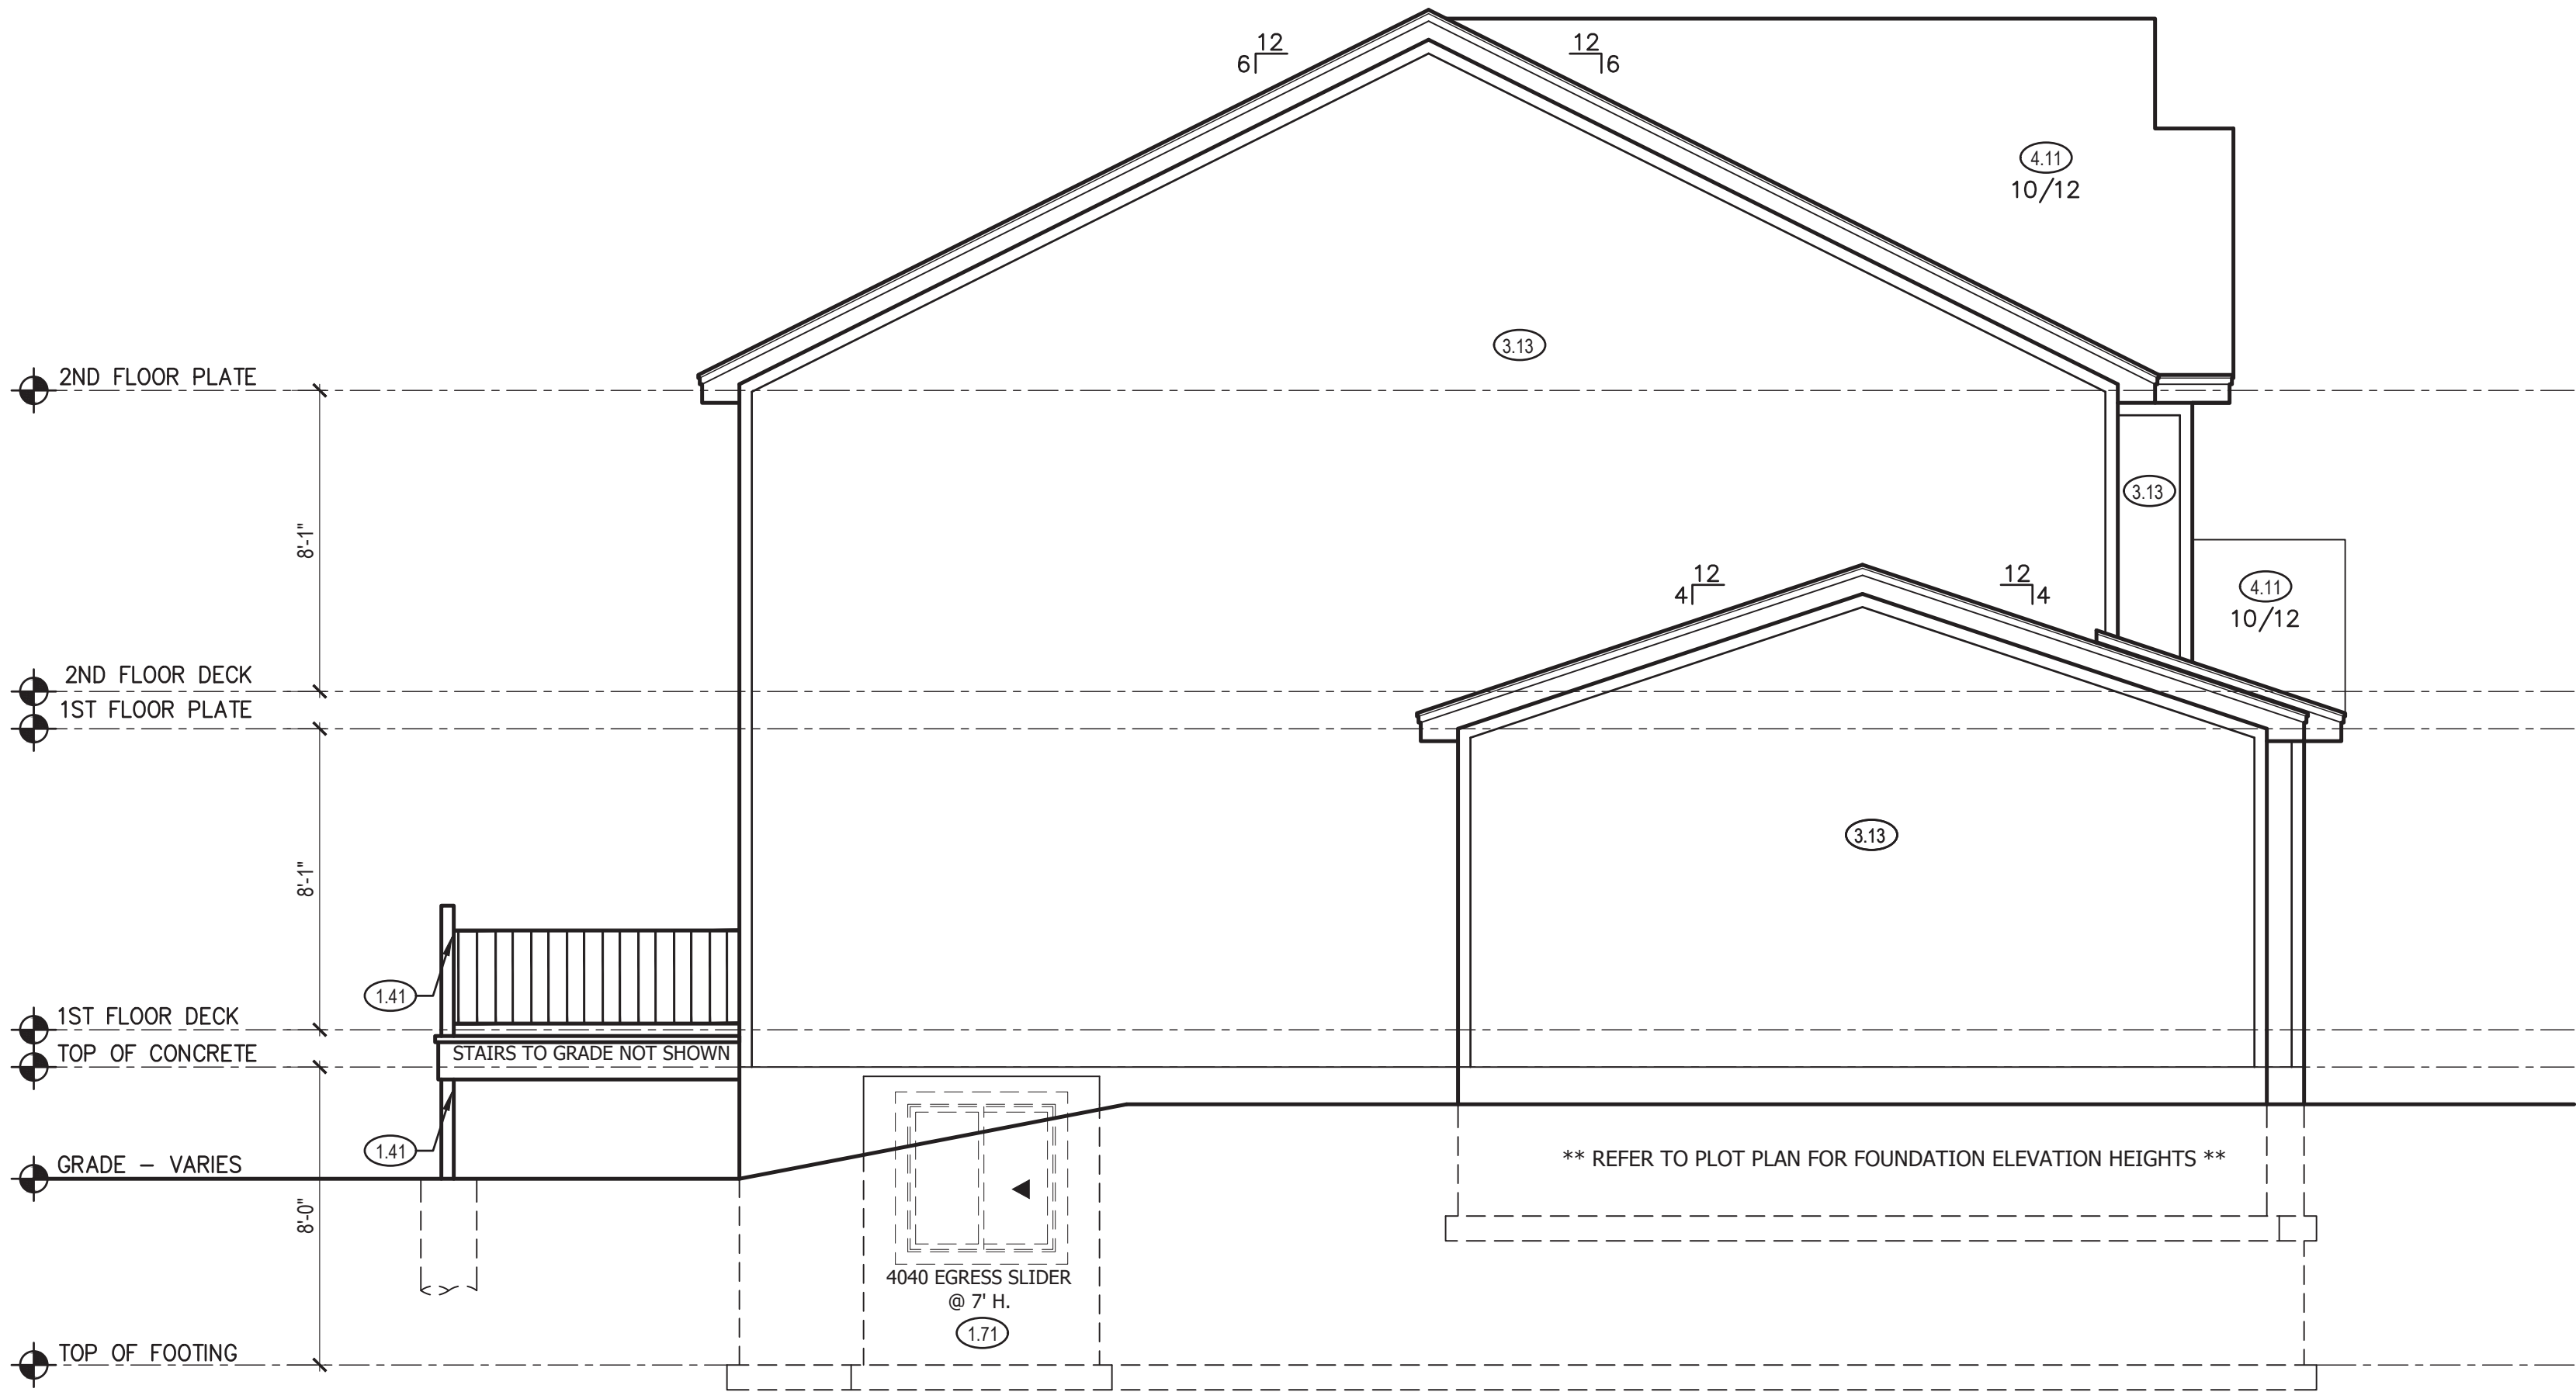 12
6
12
6
4.11
10/12
3.13
2ND FLOOR PLATE
3.13
8'-1"
12
4
12
4
4.11
10/12
2ND FLOOR DECK
1ST FLOOR PLATE
3.13
8'-1"
1.41
1ST FLOOR DECK
TOP OF CONCRETE
STAIRS TO GRADE NOT SHOWN
1.41
GRADE - VARIES
** REFER TO PLOT PLAN FOR FOUNDATION ELEVATION HEIGHTS **
8'-0"
4040 EGRESS SLIDER
@ 7' H.
1.71
TOP OF FOOTING